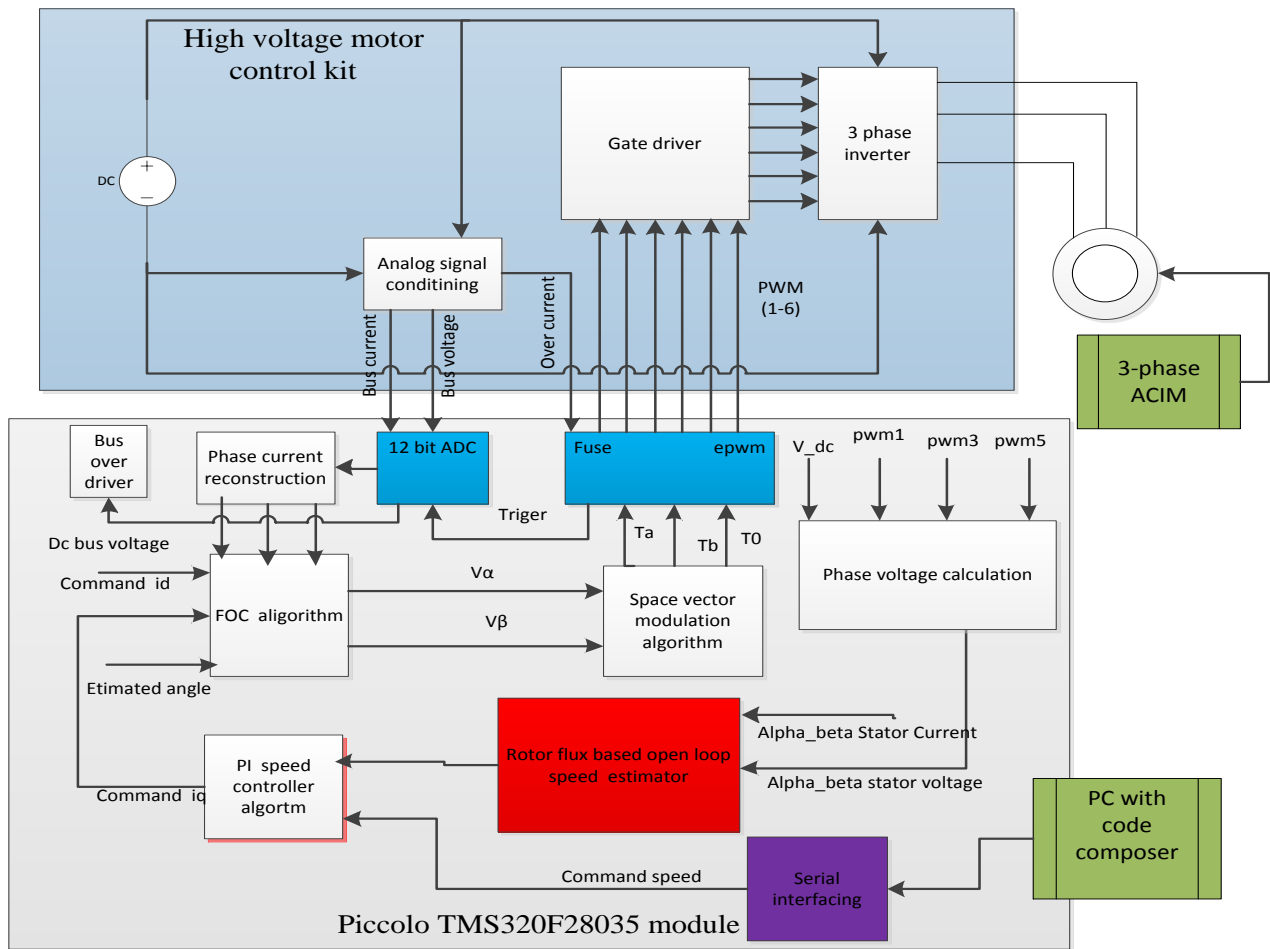 High voltage motor
control kit
DC
+
−
Gate driver
3 phase
inverter
Analog signal
conditining
PWM
(1-6)
Bus current
Bus voltage
Over current
3-phase
ACIM
Bus
over
driver
Phase current
reconstruction
12 bit ADC
Fuse
epwm
V_dc
pwm1
pwm3
pwm5
Triger
Ta
Tb
T0
Dc bus voltage
Command id
FOC aligorithm
Vα
Vβ
Space vector
modulation
algorithm
Phase voltage calculation
Etimated angle
Rotor flux based open loop
speed estimator
Alpha_beta Stator Current
Alpha_beta stator voltage
PI speed
controller
algortm
Command iq
PC with
code
composer
Command speed
Serial
interfacing
Piccolo TMS320F28035 module